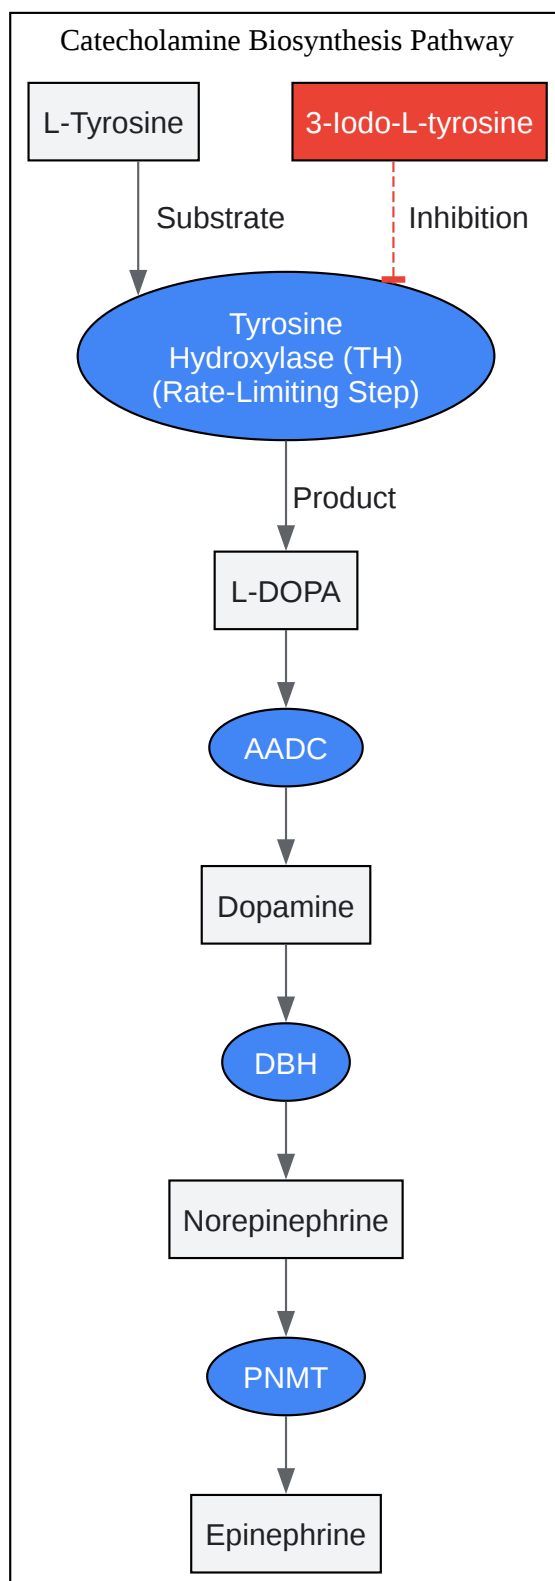 Catecholamine Biosynthesis Pathway
L-Tyrosine
3-Iodo-L-tyrosine
Substrate
Inhibition
Tyrosine
Hydroxylase (TH)
(Rate-Limiting Step)
Product
L-DOPA
AADC
Dopamine
DBH
Norepinephrine
PNMT
Epinephrine